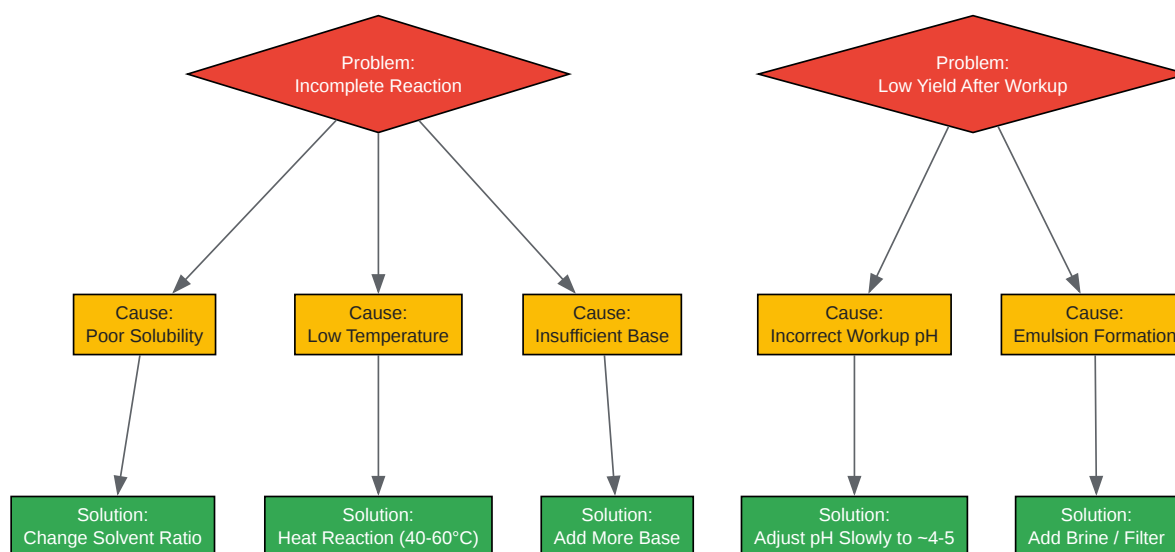 Problem:
Incomplete Reaction
Problem:
Low Yield After Workup
Cause:
Poor Solubility
Cause:
Low Temperature
Cause:
Insufficient Base
Cause:
Incorrect Workup pH
Cause:
Emulsion Formation
Solution:
Change Solvent Ratio
Solution:
Heat Reaction (40-60°C)
Solution:
Add More Base
Solution:
Adjust pH Slowly to ~4-5
Solution:
Add Brine / Filter